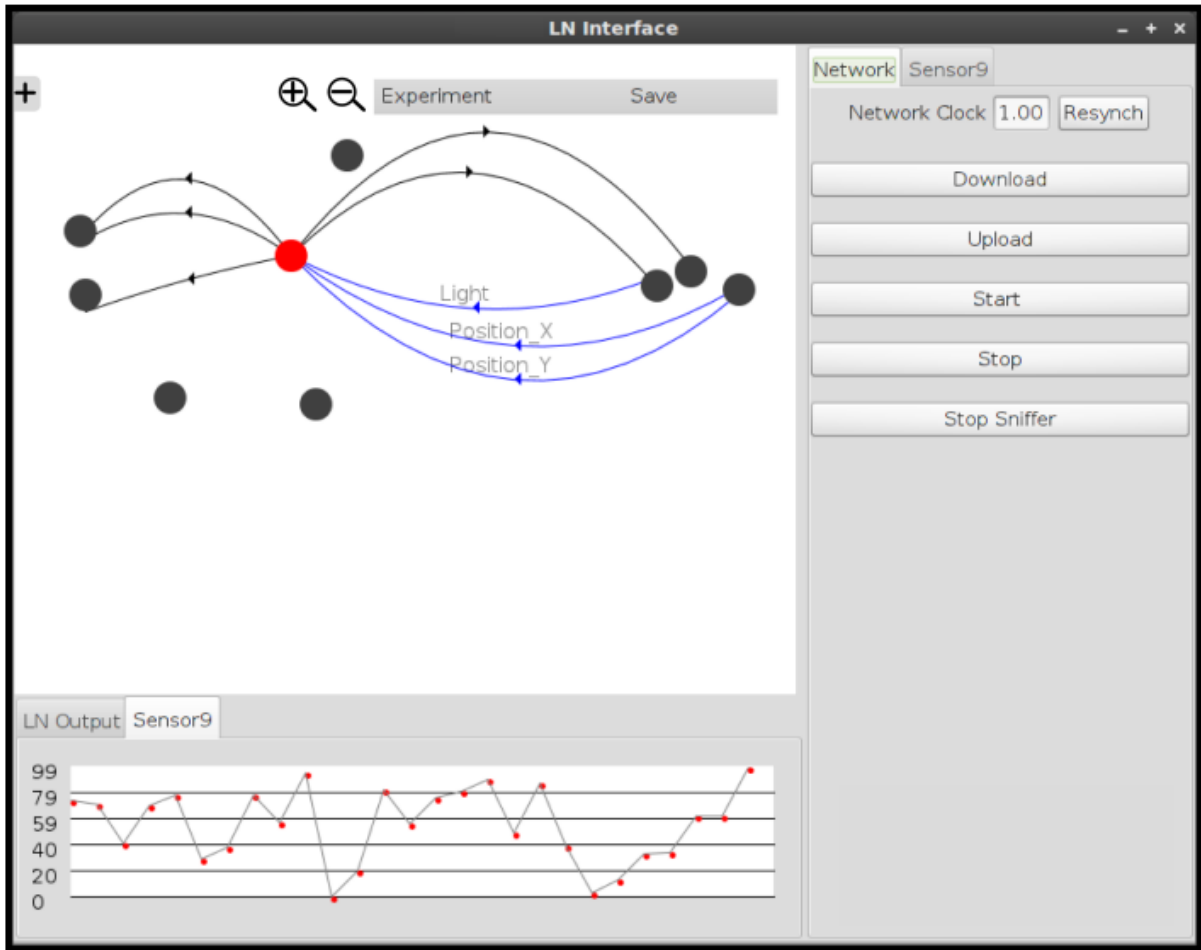 LN Interface
Network Sensor9
+ Experiment Save
Network Clock 1.00 Resynch
Download
Upload
Start
Stop
Stop Sniffer
Light
Position_X
Position_Y
LN Output Sensor9
99
79
59
40
20
0